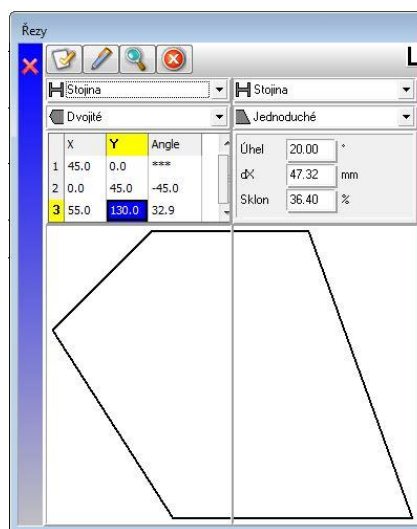 Řezy
L
Stojina Stojina
Dvojité Jednoduché
X Y Angle
1 45.0 0.0 ***
2 0.0 45.0 -45.0
3 55.0 130.0 32.9
Úhel 20.00 °
dX 47.32 mm
Sklon 36.40 %